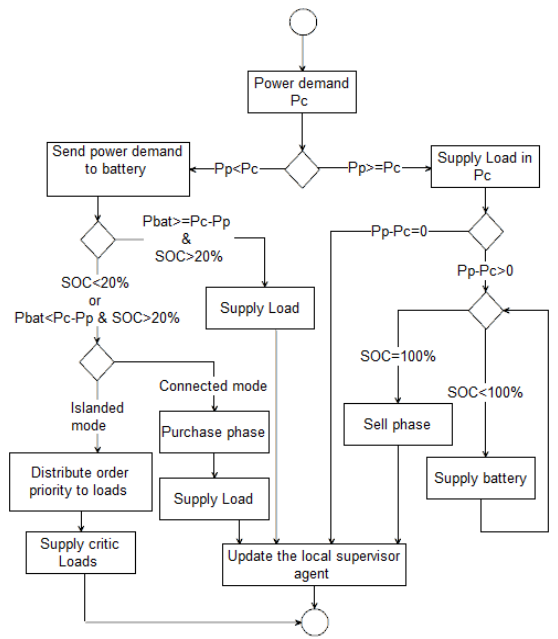 Power demand
Pc
Send power demand
to battery
Pp<Pc
Pp>=Pc
Supply Load in
Pc
Pbat>=Pc-Pp
&
SOC>20%
Pp-Pc=0
Pp-Pc>0
SOC<20%
or
Pbat<Pc-Pp & SOC>20%
Supply Load
SOC=100%
SOC<100%
Connected mode
Islanded
mode
Purchase phase
Sell phase
Distribute order
priority to loads
Supply Load
Supply battery
Supply critic
Loads
Update the local supervisor
agent